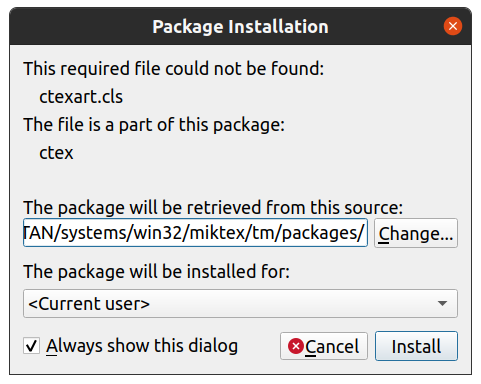 Package Installation
This required file could not be found:
ctexart.cls
The file is a part of this package:
ctex
The package will be retrieved from this source:
TAN/systems/win32/miktex/tm/packages/
Change...
The package will be installed for:
<Current user>
Always show this dialog
Cancel
Install